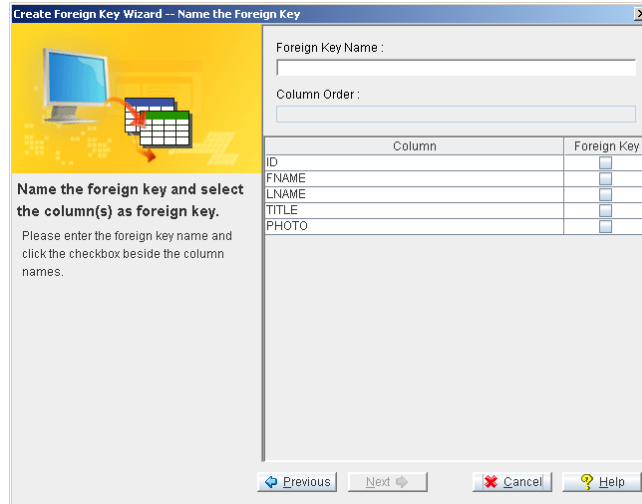 Create Foreign Key Wizard -- Name the Foreign Key
Foreign Key Name :
Column Order :
Column Foreign Key
ID
FNAME
LNAME
TITLE
PHOTO
Name the foreign key and select
the column(s) as foreign key.
Please enter the foreign key name and
click the checkbox beside the column
names.
Previous Next Cancel Help